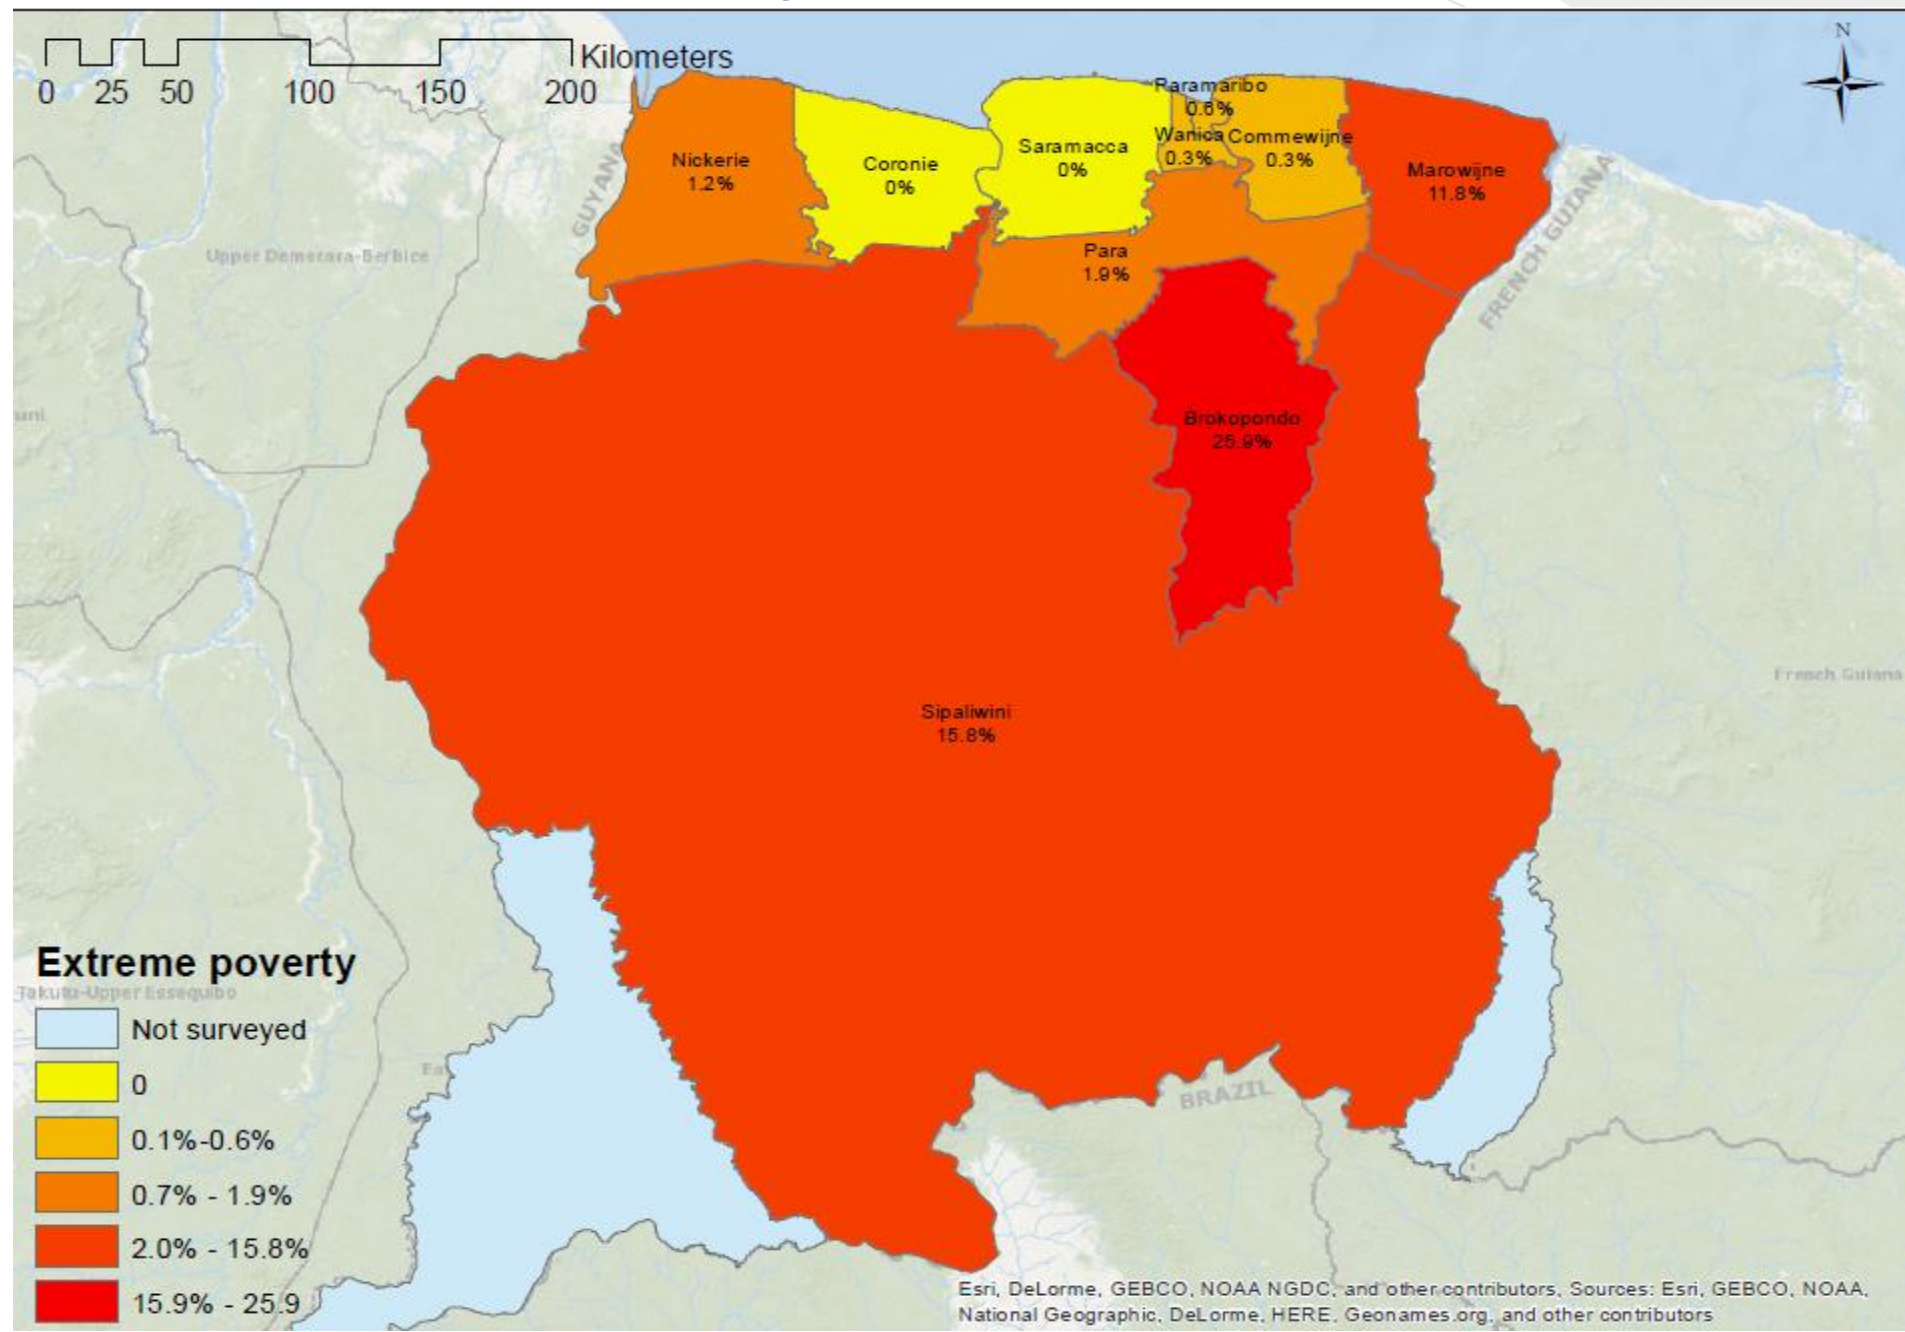 Kilometers
0 25 50 100 150 200
N
GUYANA
Upper Demerara-Berbice
Nickerie
1.2%
Coronie
0%
Saramacca
0%
Paramaribo
0.6%
Wanica
0.3%
Commewijne
0.3%
Marowijne
11.8%
FRENCH GUIANA
Para
1.9%
Brokopondo
25.9%
French Guiana
Sipaliwini
15.8%
BRAZIL
Extreme poverty
Takutu-Upper Essequibo
Not surveyed
0
0.1%-0.6%
0.7% - 1.9%
2.0% - 15.8%
15.9% - 25.9
Esri, DeLorme, GEBCO, NOAA NGDC, and other contributors, Sources: Esri, GEBCO, NOAA,
National Geographic, DeLorme, HERE, Geonames.org, and other contributors